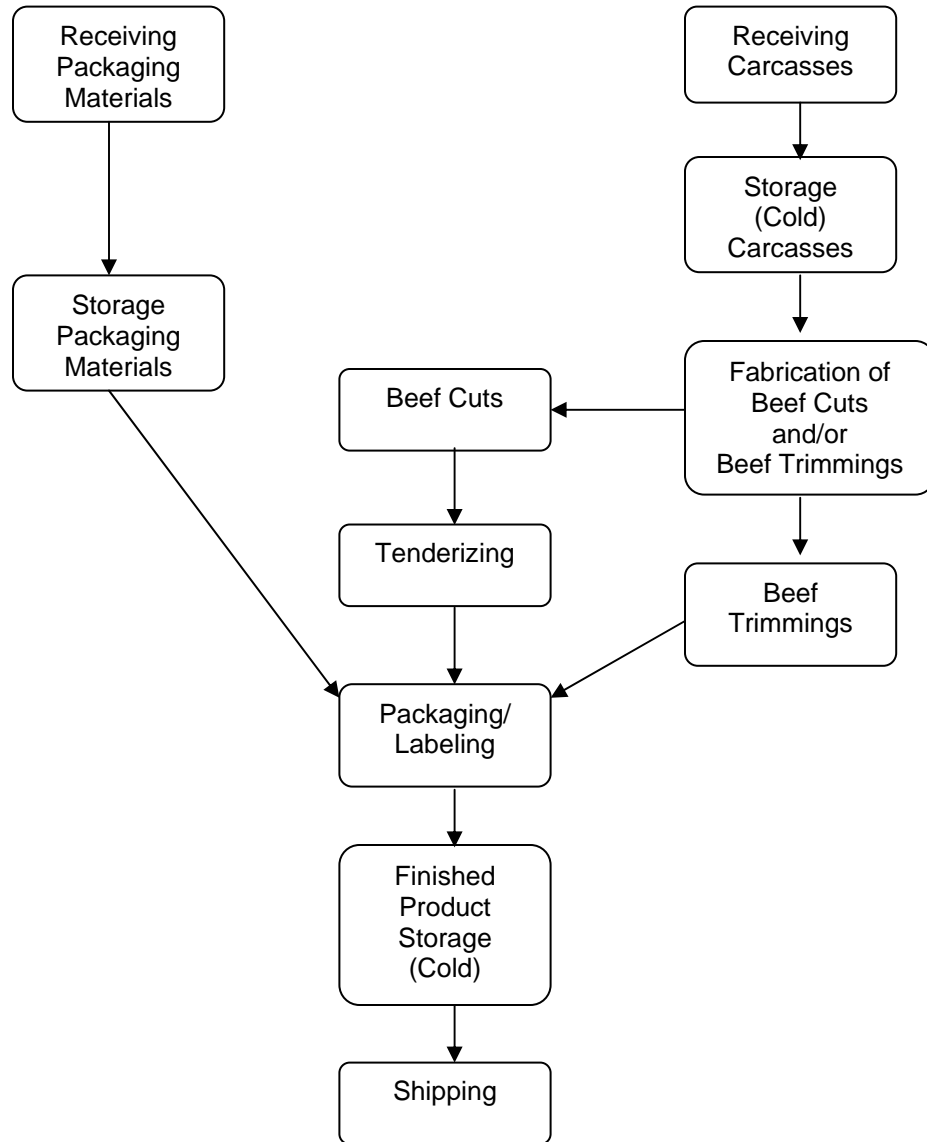 Receiving
Packaging
Materials
Receiving
Carcasses
Storage
(Cold)
Carcasses
Storage
Packaging
Materials
Fabrication of
Beef Cuts
and/or
Beef Trimmings
Beef Cuts
Tenderizing
Beef
Trimmings
Packaging/
Labeling
Finished
Product
Storage
(Cold)
Shipping